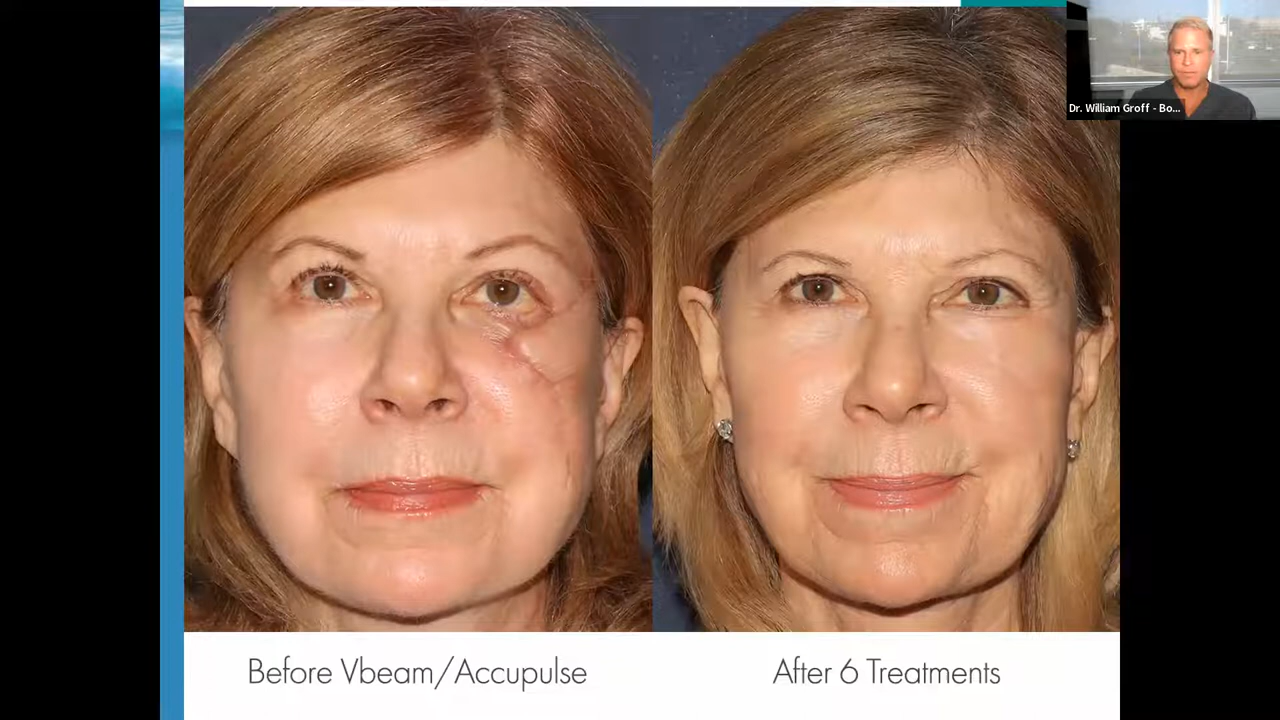 Dr. William Groff - Bo...
Before Vbeam/Accupulse
After 6 Treatments